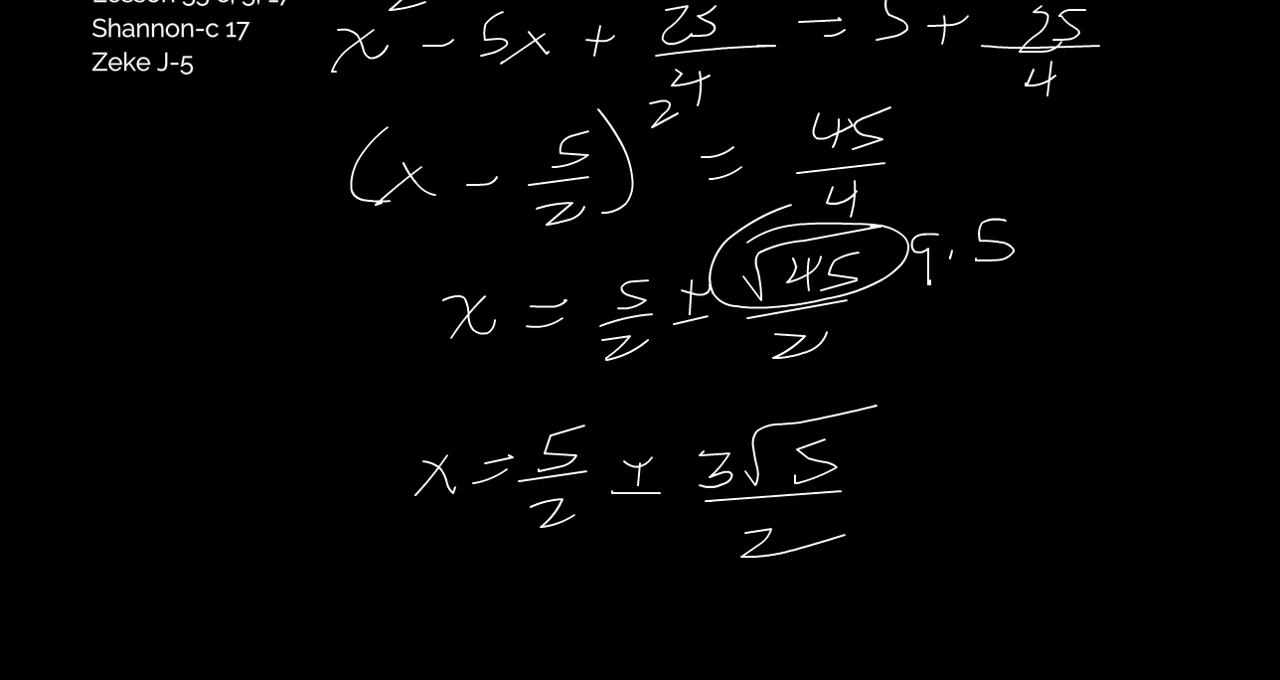 Shannon-c 17
Zeke J-5
x² - 5x + 25/4 = 5 + 25/4
(x - 5/2)² = 45/4
x = 5/2 ± √45/2 9.5
x = 5/2 ± 3√5/2